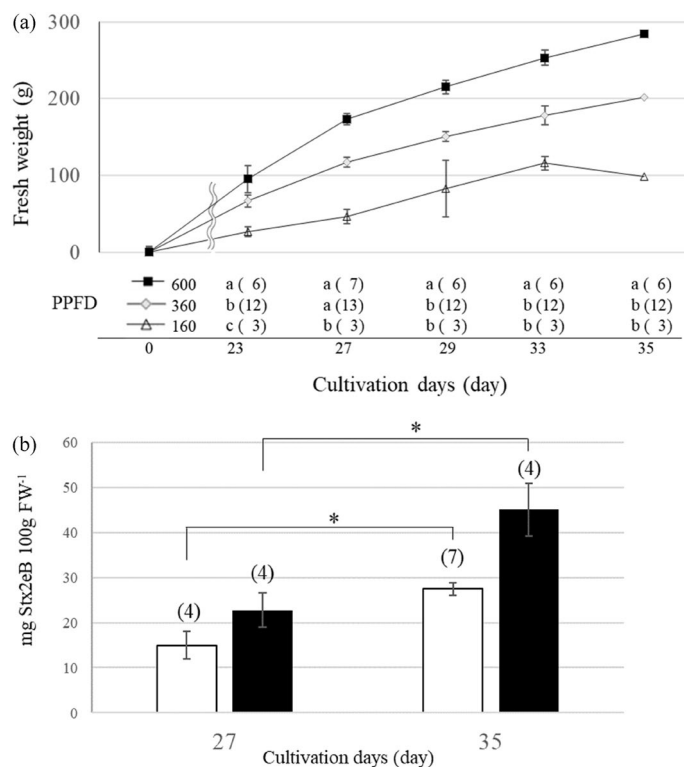 (a)
300
200
100
0
Fresh weight (g)
PPFD
600 a ( 6) a ( 7) a ( 6) a ( 6) a ( 6)
360 b (12) a (13) b (12) b (12) b (12)
160 c ( 3) b ( 3) b ( 3) b ( 3) b ( 3)
0 23 27 29 33 35
Cultivation days (day)
(b)
60
50
40
30
20
10
0
mg Stx2eB 100g FW⁻¹
*
*
(4)
(4)
(7)
(4)
27 35
Cultivation days (day)